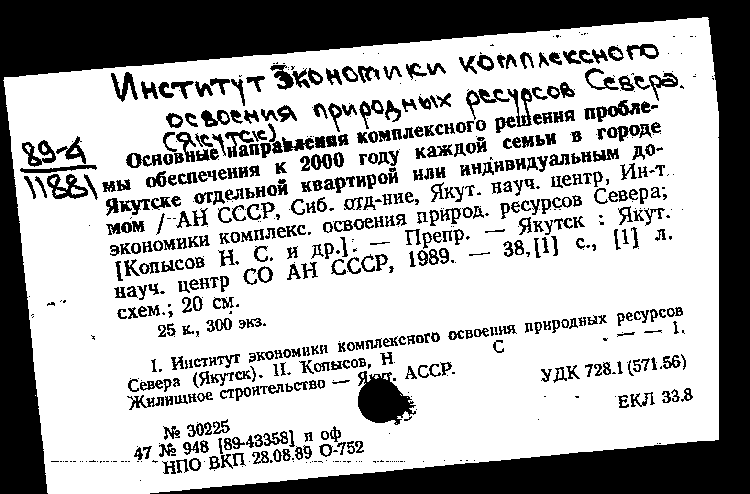 Институт Экономики комплексного
освоения природных ресурсов Севера.
(Якутск)
89-4
11881
Основные направления комплексного решения пробле-
мы обеспечения к 2000 году каждой семьи в городе
Якутске отдельной квартирой или индивидуальным до-
мом / АН СССР, Сиб. отд-ние, Якут. науч. центр, Ин-т
экономики комплекс. освоения природ. ресурсов Севера;
[Копысов Н. С. и др.]. — Препр. — Якутск : Якут.
науч. центр СО АН СССР, 1989. — 38,[1] с., [1] л.
схем.; 20 см.
25 к., 300 экз.
I. Институт экономики комплексного освоения природных ресурсов
Севера (Якутск). II. Копысов, Н С . — — 1.
Жилищное строительство — Якут. АССР.
УДК 728.1 (571.56)
ЕКЛ 33.8
№ 30225
47 № 948 [89-43358] п оф
НПО ВКП 28.08.89 О-752